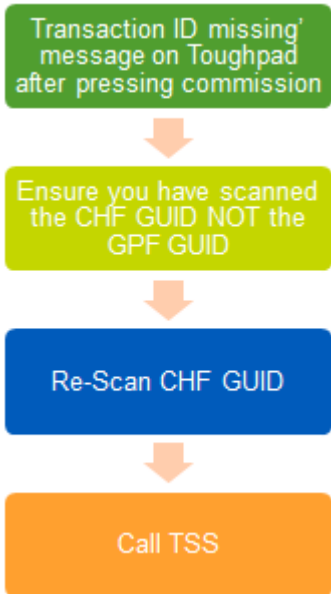 Transaction ID missing'
message on Toughpad
after pressing commission
Ensure you have scanned
the CHF GUID NOT the
GPF GUID
Re-Scan CHF GUID
Call TSS